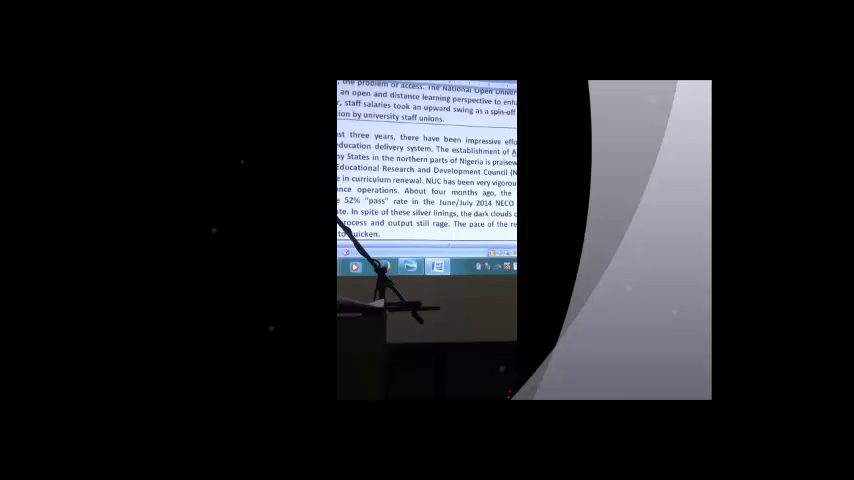 , the problem of access. The National Open Univer
an open and distance learning perspective to enha
r, staff salaries took an upward swing as a spin-off
tion by university staff unions.
st three years, there have been impressive effo
education delivery system. The establishment of A
ny States in the northern parts of Nigeria is praisew
Educational Research and Development Council (N
e in curriculum renewal. NUC has been very vigorou
nce operations. About four months ago, the
e 52% "pass" rate in the June/July 2014 NECO
te. In spite of these silver linings, the dark clouds o
process and output still rage. The pace of the re
to quicken.